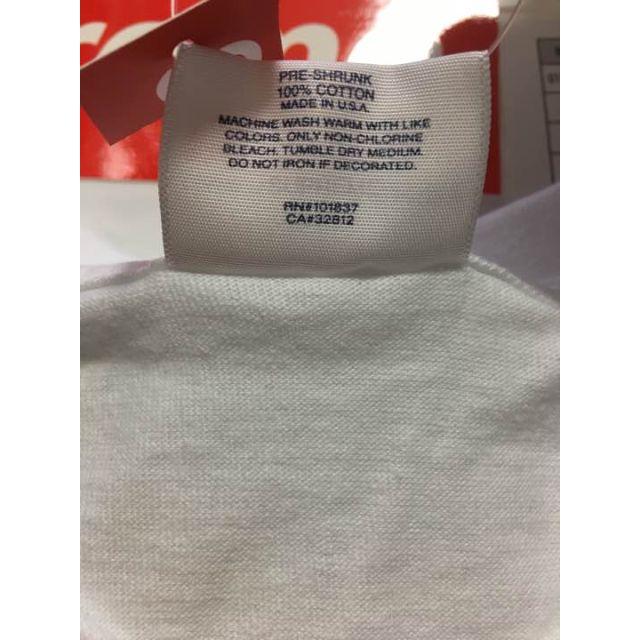 PRE-SHRUNK
100% COTTON
MADE IN U.S.A
MACHINE WASH WARM WITH LIKE
COLORS. ONLY NON-CHLORINE
BLEACH. TUMBLE DRY MEDIUM.
DO NOT IRON IF DECORATED.
RN#101837
CA#32812